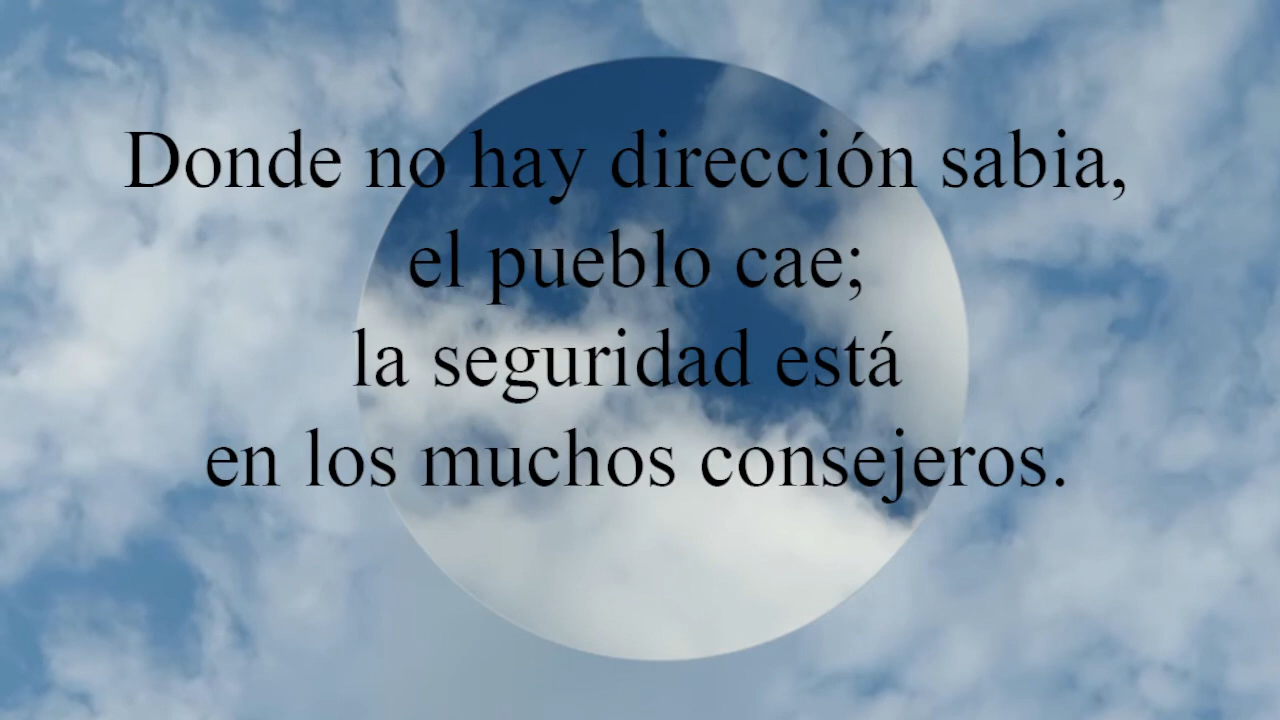 Donde no hay dirección sabia,
el pueblo cae;
la seguridad está
en los muchos consejeros.